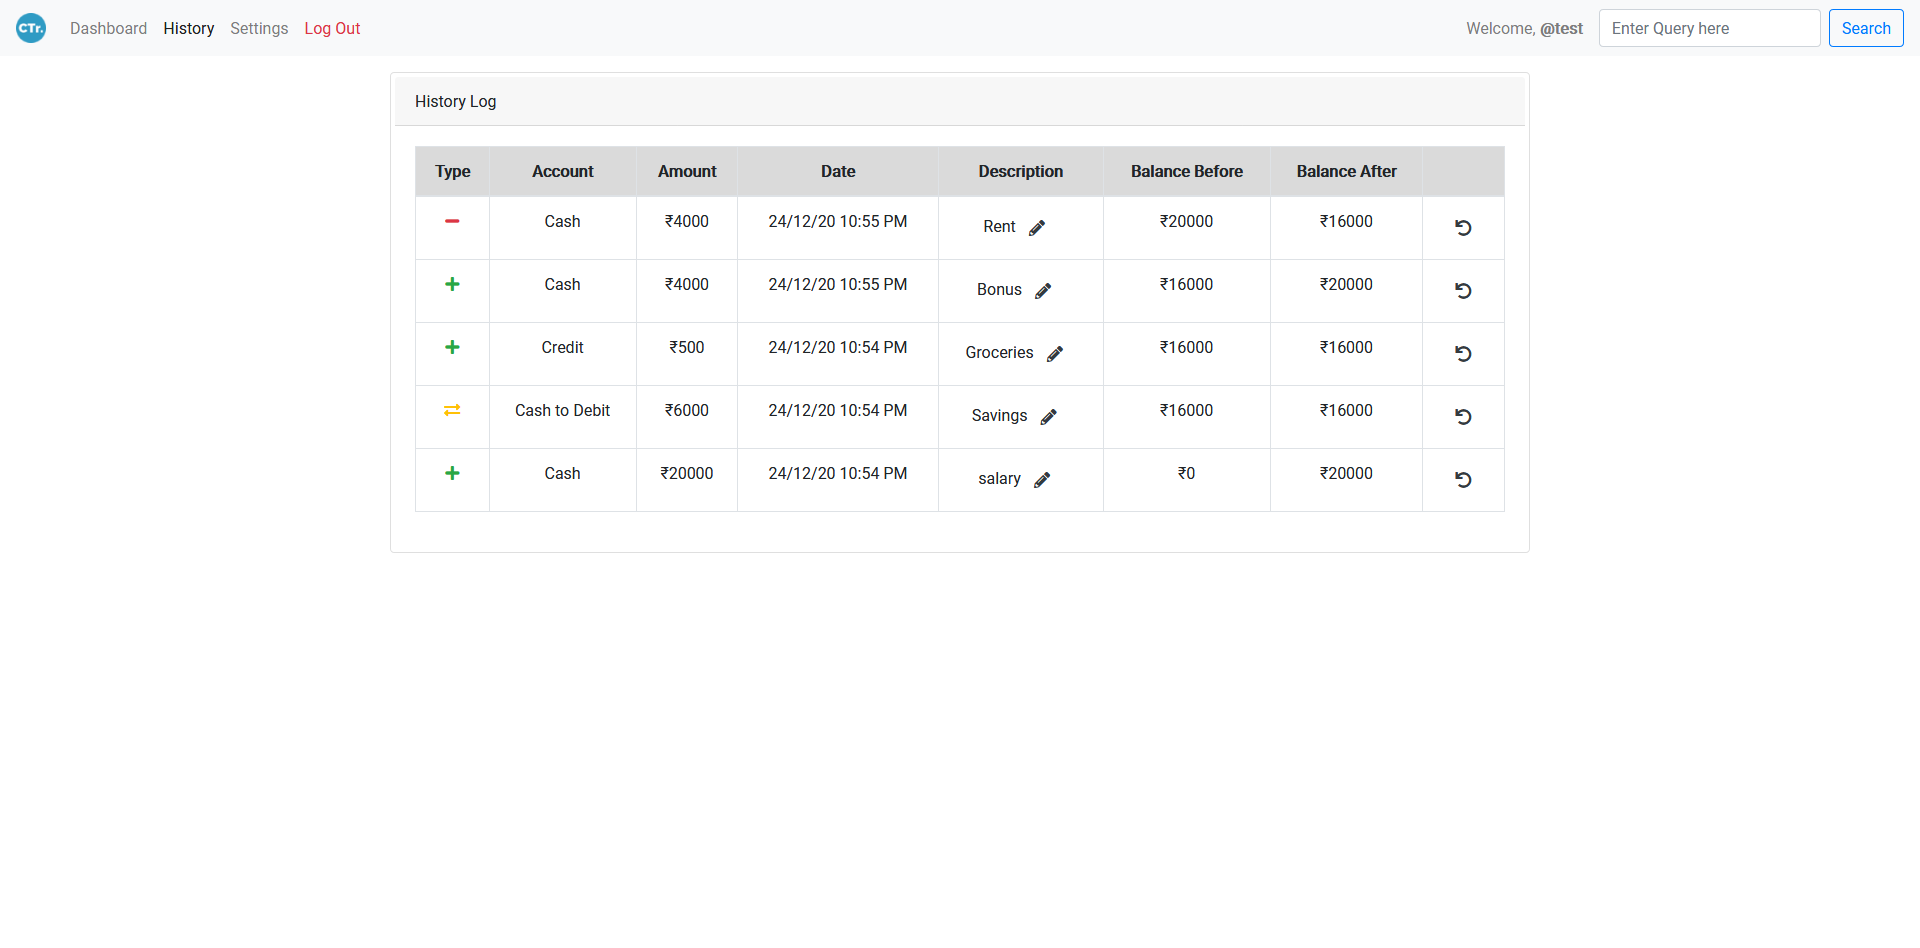 CTr. Dashboard History Settings Log Out Welcome, @test Enter Query here Search
History Log
Type Account Amount Date Description Balance Before Balance After
Cash ₹4000 24/12/20 10:55 PM Rent ₹20000 ₹16000
Cash ₹4000 24/12/20 10:55 PM Bonus ₹16000 ₹20000
Credit ₹500 24/12/20 10:54 PM Groceries ₹16000 ₹16000
Cash to Debit ₹6000 24/12/20 10:54 PM Savings ₹16000 ₹16000
Cash ₹20000 24/12/20 10:54 PM salary ₹0 ₹20000